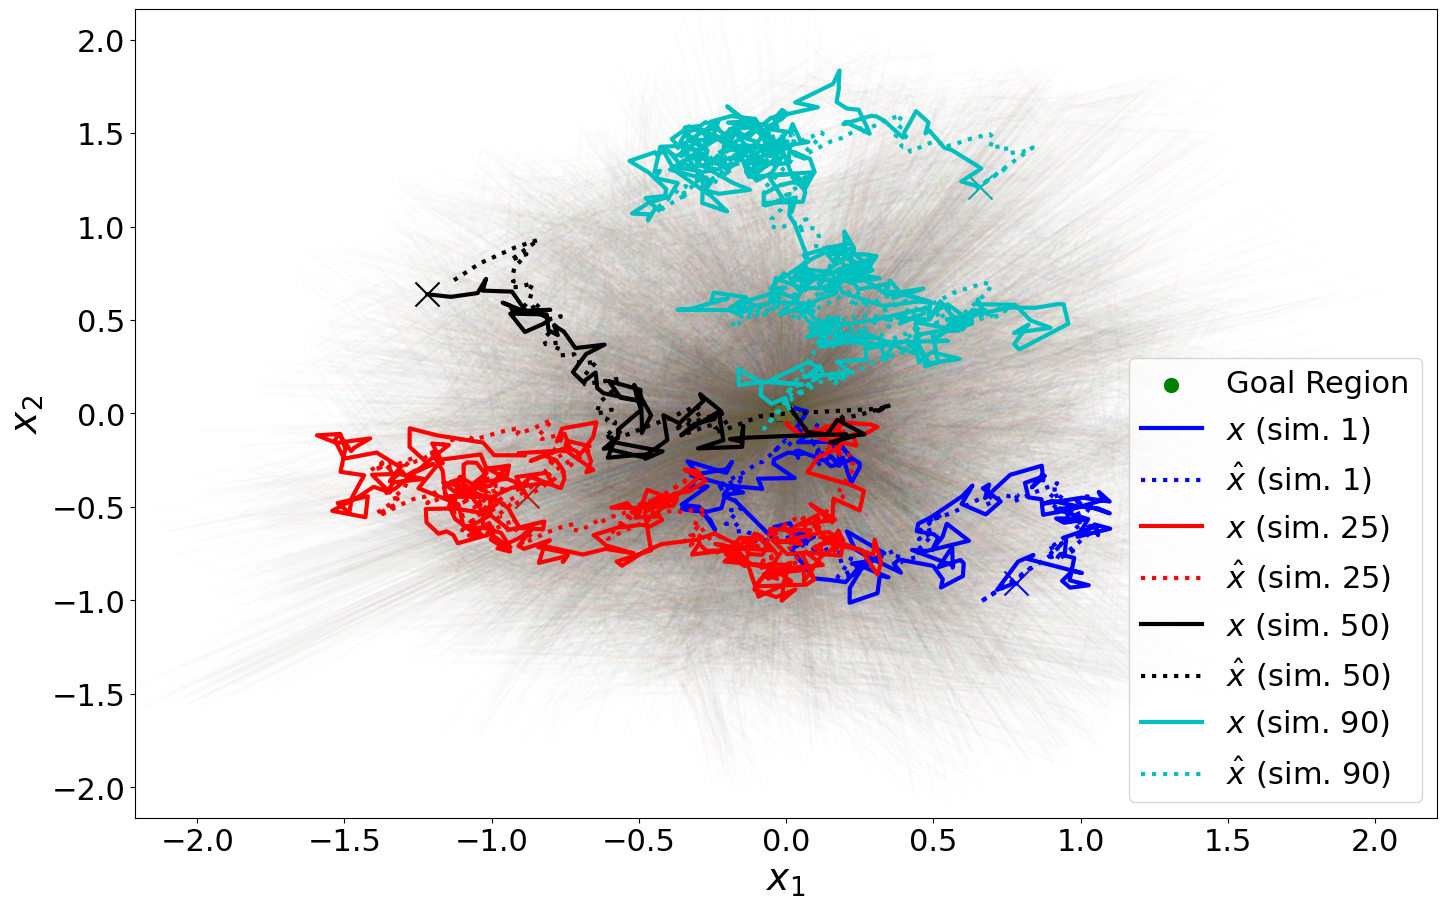 2.0
1.5
1.0
0.5
0.0
−0.5
−1.0
−1.5
−2.0
x₂
Goal Region
x (sim. 1)
x̂ (sim. 1)
x (sim. 25)
x̂ (sim. 25)
x (sim. 50)
x̂ (sim. 50)
x (sim. 90)
x̂ (sim. 90)
−2.0 −1.5 −1.0 −0.5 0.0 0.5 1.0 1.5 2.0
x₁